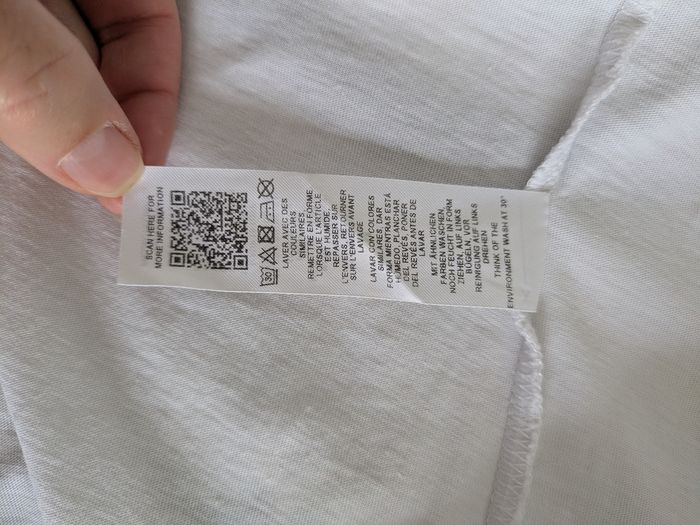 SCAN HERE FOR
MORE INFORMATION
30
LAVER AVEC DES
COULEURS
SIMILAIRES
REMETTRE EN FORME
LORSQUE L'ARTICLE
EST HUMIDE,
REPASSER SUR
L'ENVERS, RETOURNER
SUR L'ENVERS AVANT
LAVAGE
LAVAR CON COLORES
SIMILARES, DAR
FORMA MIENTRAS ESTÁ
HÚMEDO, PLANCHAR
DEL REVÉS, PONER
DEL REVÉS ANTES DE
LAVAR
MIT ÄHNLICHEN
FARBEN WASCHEN,
NOCH FEUCHT IN FORM
ZIEHEN, AUF LINKS
BÜGELN, VOR
REINIGUNG AUF LINKS
DREHEN
THINK OF THE
ENVIRONMENT WASH AT 30°